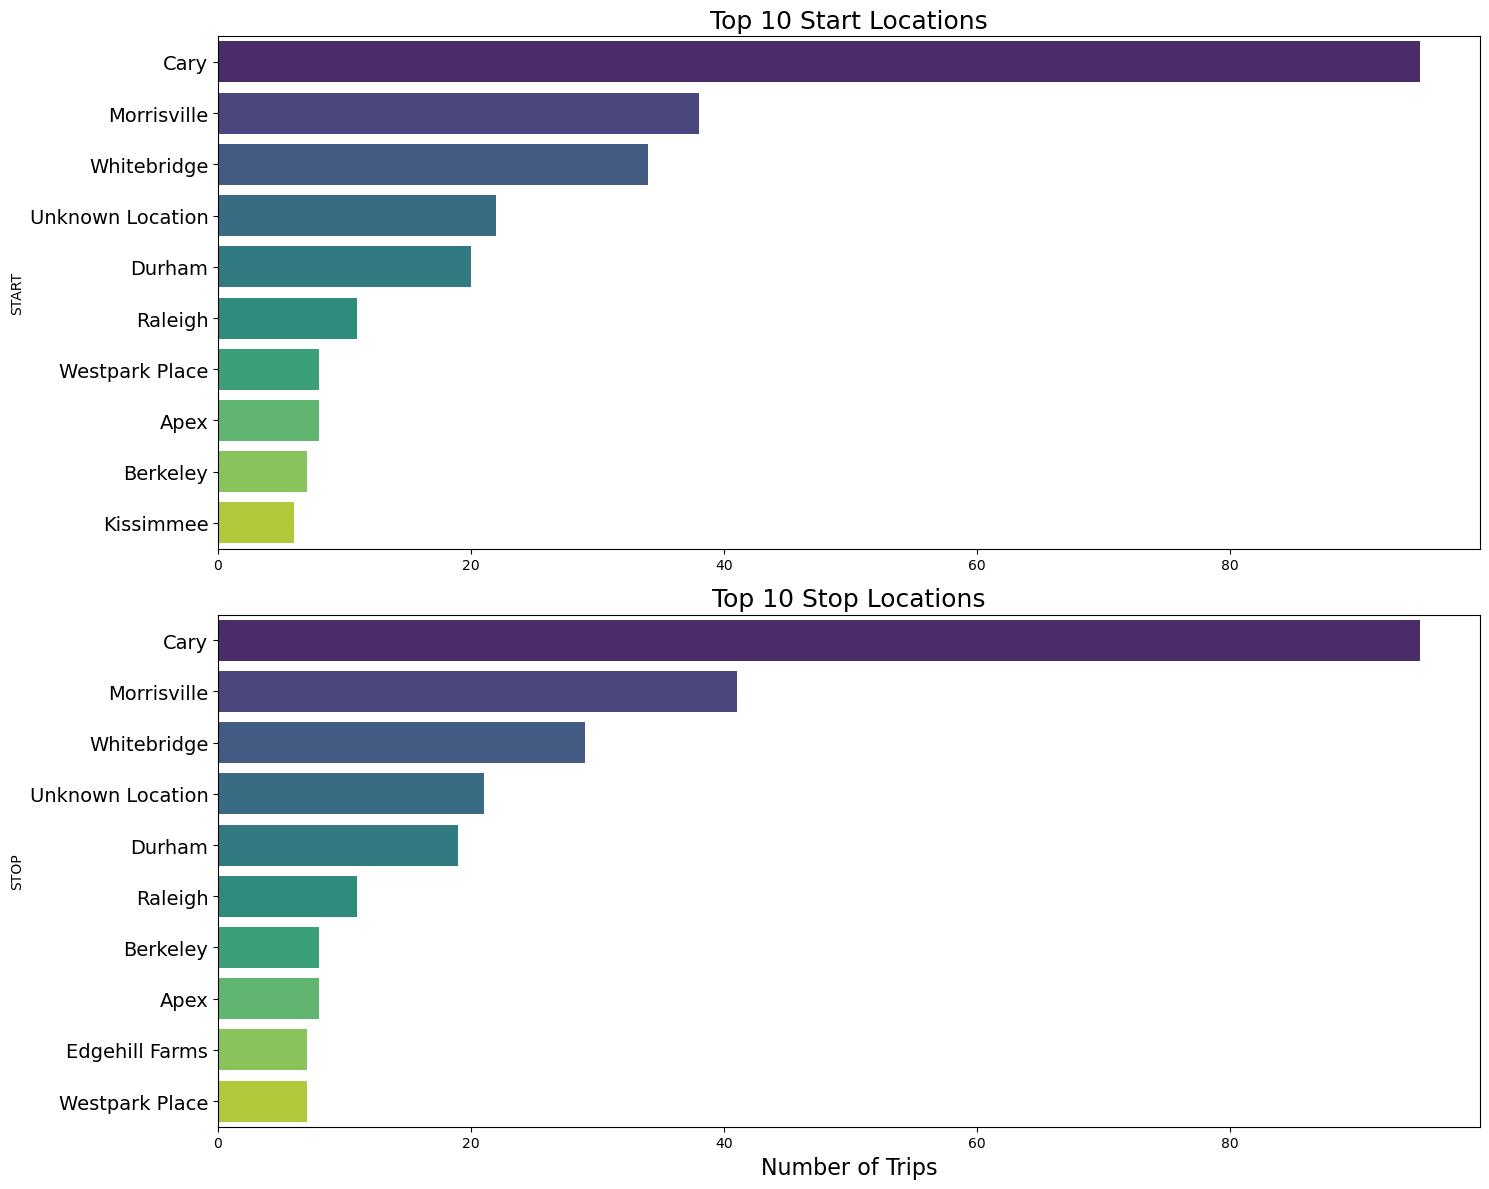 Top 10 Start Locations
START
Cary
Morrisville
Whitebridge
Unknown Location
Durham
Raleigh
Westpark Place
Apex
Berkeley
Kissimmee
0 20 40 60 80
Top 10 Stop Locations
STOP
Cary
Morrisville
Whitebridge
Unknown Location
Durham
Raleigh
Berkeley
Apex
Edgehill Farms
Westpark Place
0 20 40 60 80
Number of Trips